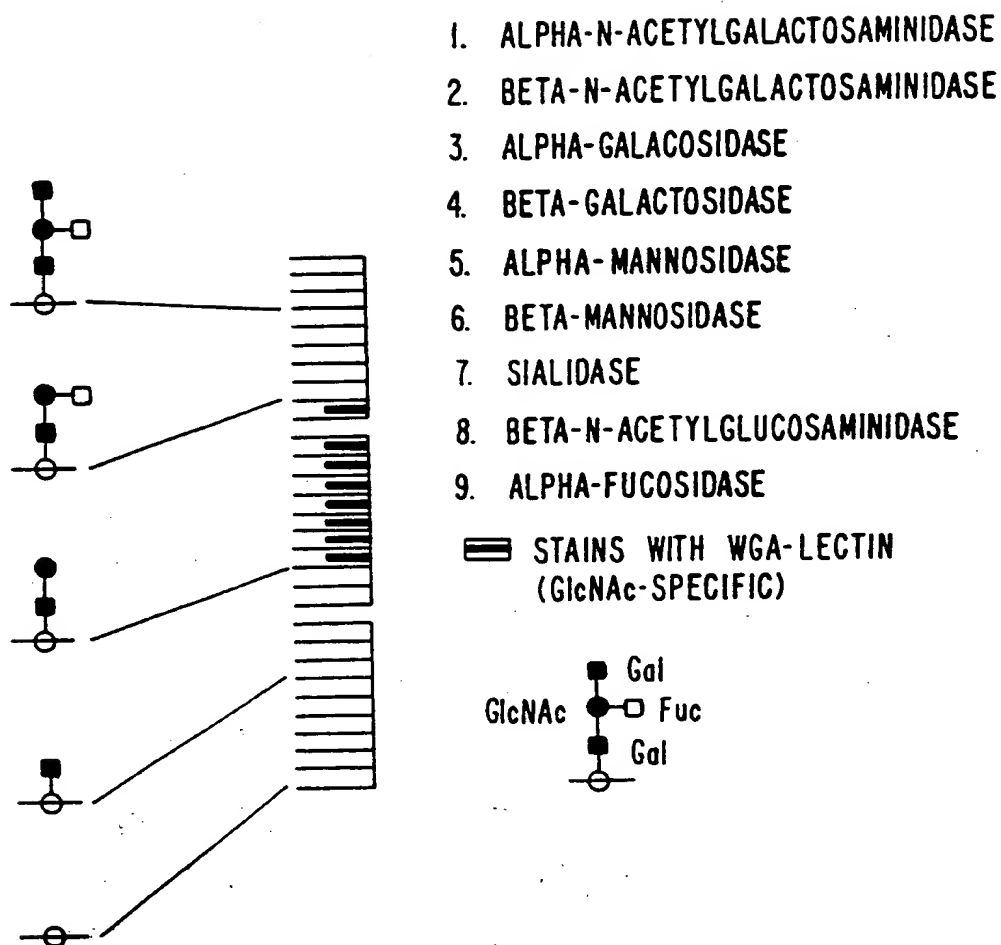 1. ALPHA-N-ACETYLGALACTOSAMINIDASE
2. BETA-N-ACETYLGALACTOSAMINIDASE
3. ALPHA-GALACOSIDASE
4. BETA-GALACTOSIDASE
5. ALPHA-MANNOSIDASE
6. BETA-MANNOSIDASE
7. SIALIDASE
8. BETA-N-ACETYLGLUCOSAMINIDASE
9. ALPHA-FUCOSIDASE
STAINS WITH WGA-LECTIN
(GlcNAc-SPECIFIC)
Gal
GlcNAc Fuc
Gal